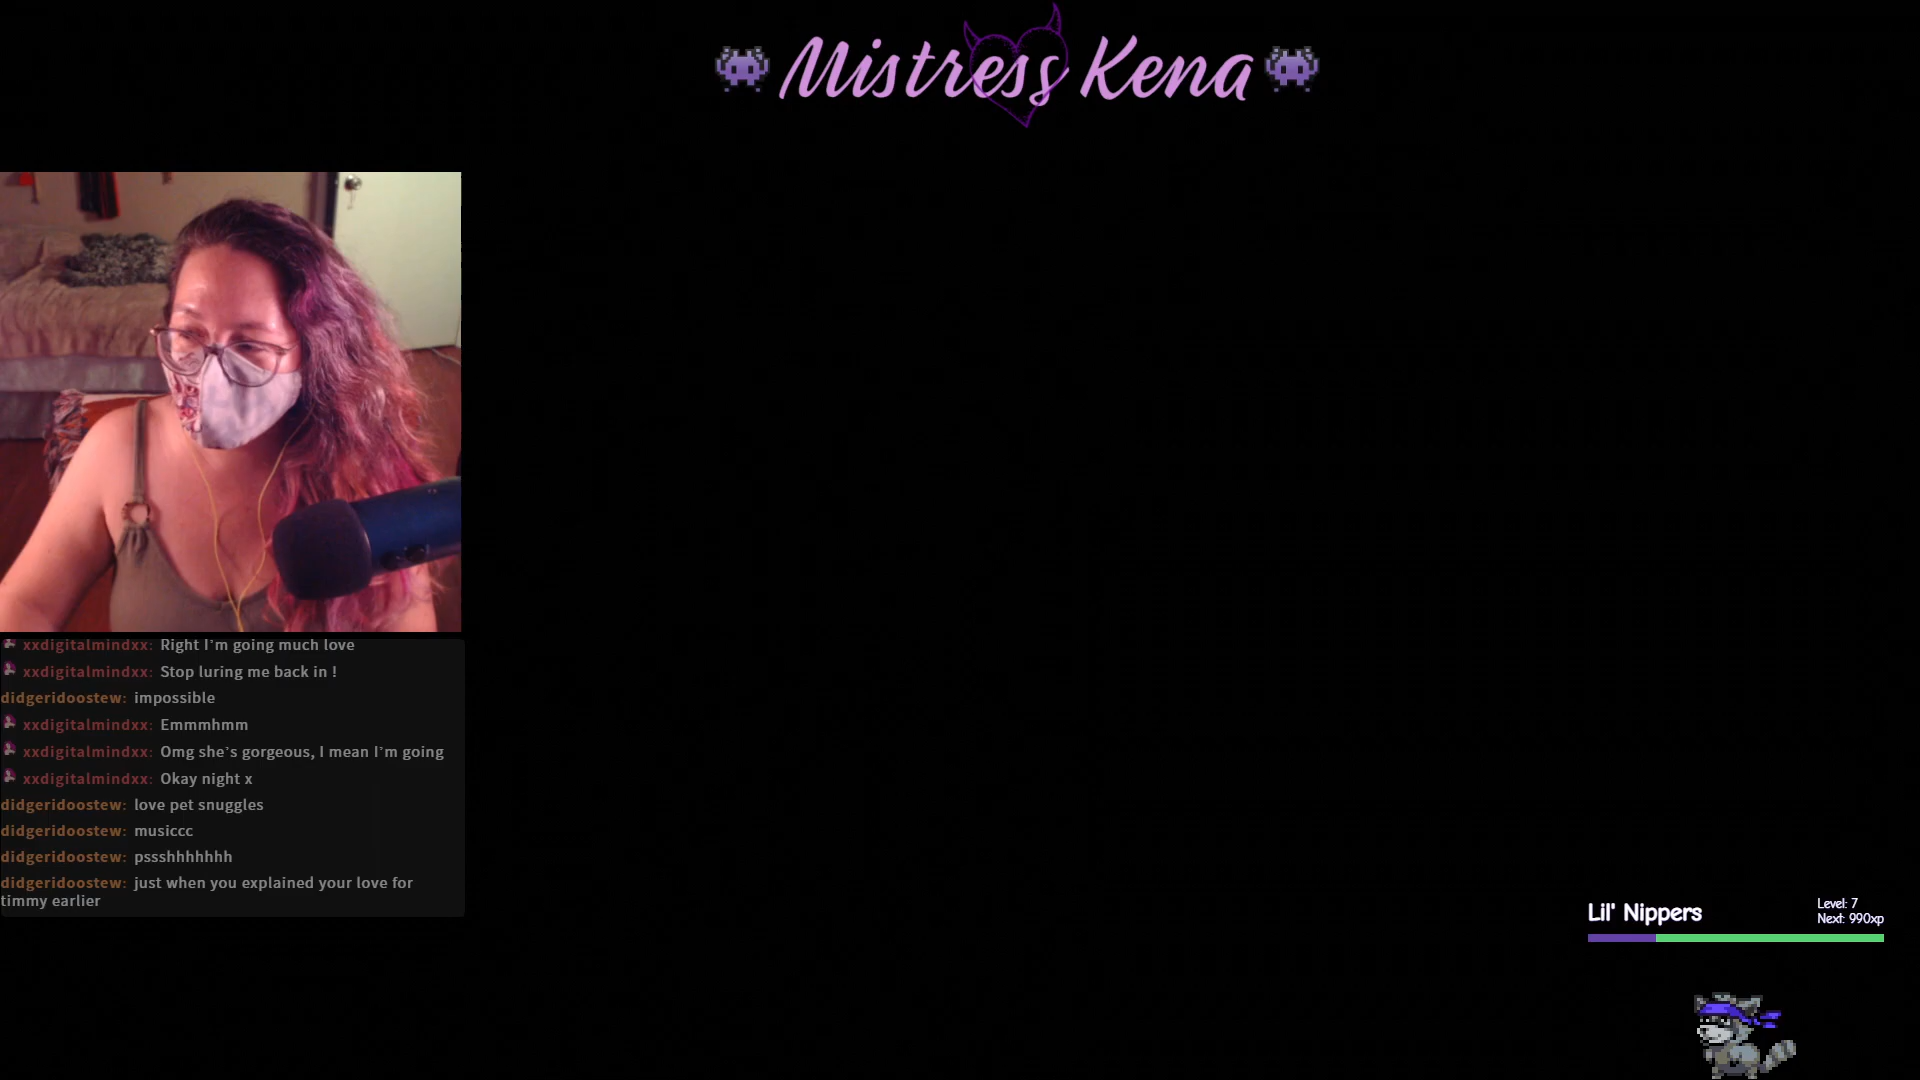 Mistress Kena
xxdigitalmindxx: Right I'm going much love
xxdigitalmindxx: Stop luring me back in !
didgeridoostew: impossible
xxdigitalmindxx: Emmmhmm
xxdigitalmindxx: Omg she's gorgeous, I mean I'm going
xxdigitalmindxx: Okay night x
didgeridoostew: love pet snuggles
didgeridoostew: musiccc
didgeridoostew: pssshhhhhhh
didgeridoostew: just when you explained your love for
timmy earlier
Lil' Nippers
Level: 7
Next: 990xp